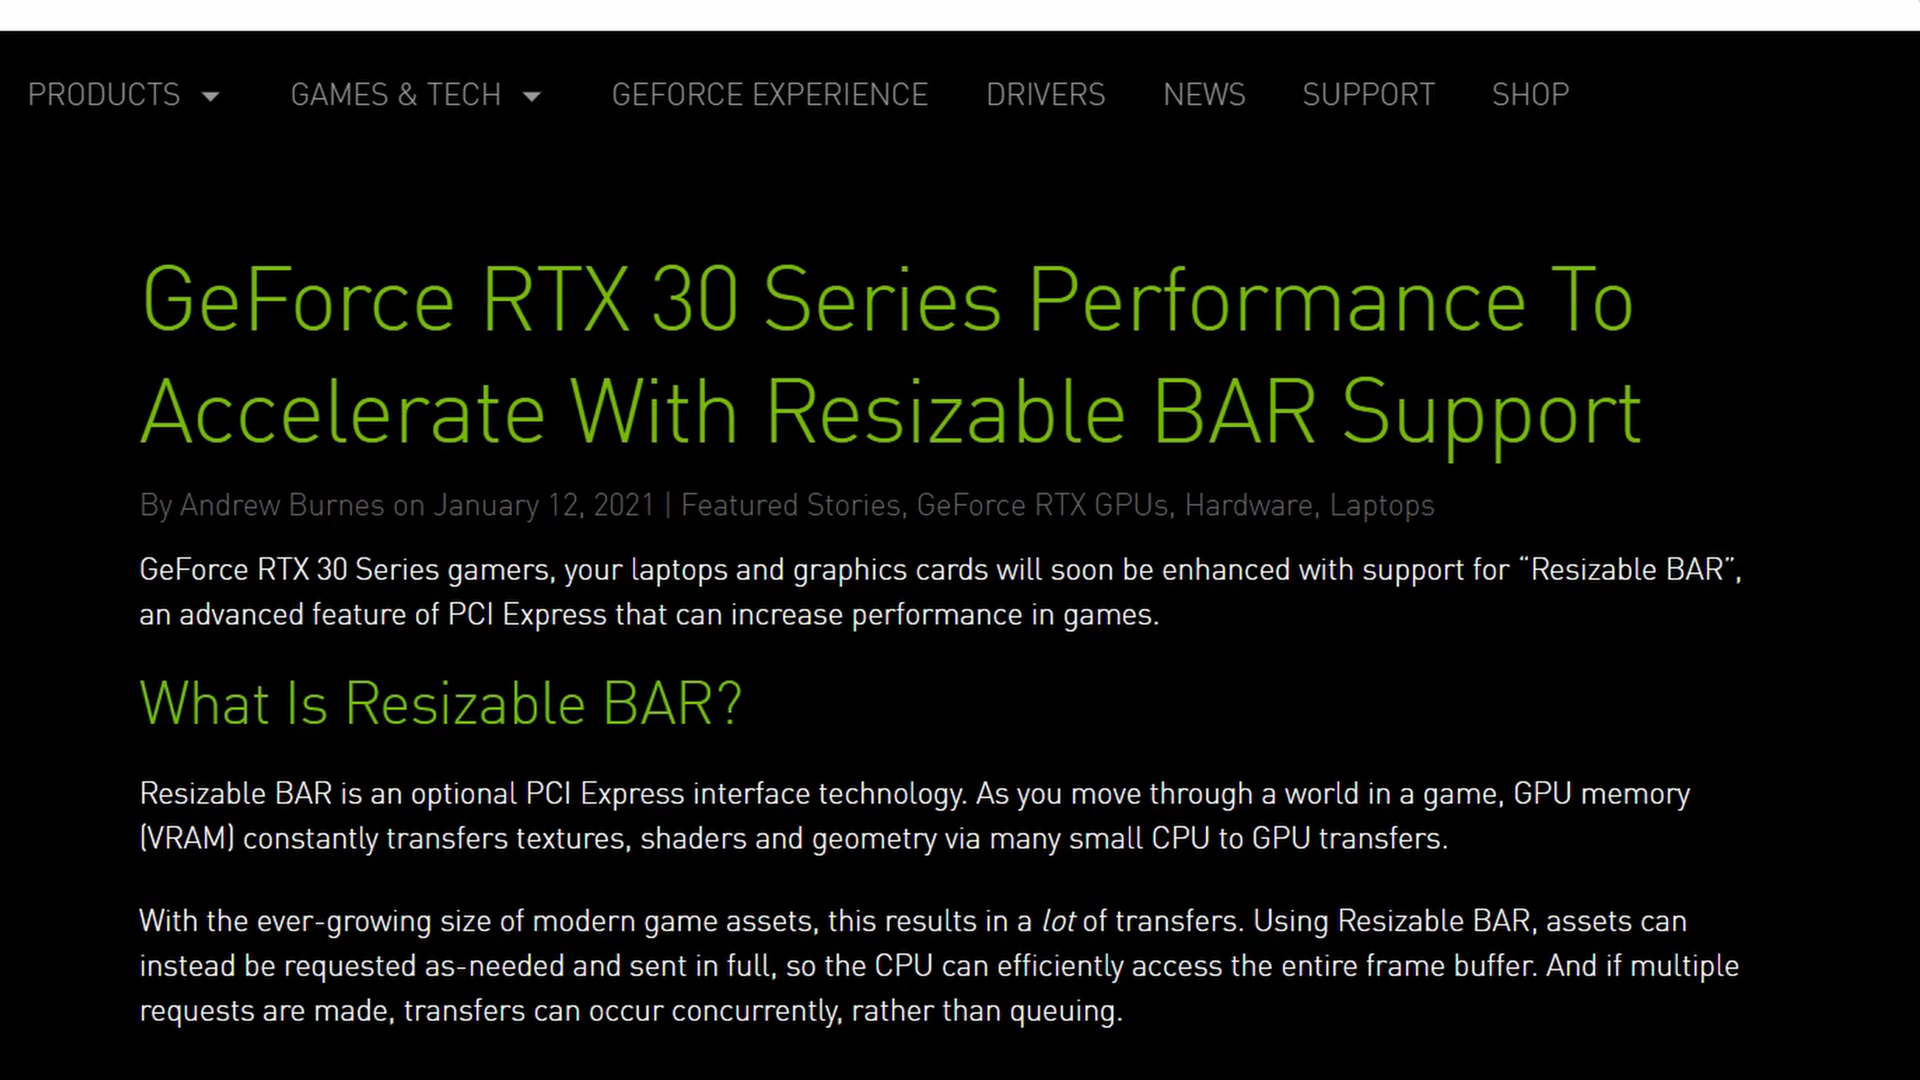 PRODUCTS GAMES & TECH GEFORCE EXPERIENCE DRIVERS NEWS SUPPORT SHOP
GeForce RTX 30 Series Performance To
Accelerate With Resizable BAR Support
By Andrew Burnes on January 12, 2021 | Featured Stories, GeForce RTX GPUs, Hardware, Laptops
GeForce RTX 30 Series gamers, your laptops and graphics cards will soon be enhanced with support for “Resizable BAR”,
an advanced feature of PCI Express that can increase performance in games.
What Is Resizable BAR?
Resizable BAR is an optional PCI Express interface technology. As you move through a world in a game, GPU memory
(VRAM) constantly transfers textures, shaders and geometry via many small CPU to GPU transfers.
With the ever-growing size of modern game assets, this results in a lot of transfers. Using Resizable BAR, assets can
instead be requested as-needed and sent in full, so the CPU can efficiently access the entire frame buffer. And if multiple
requests are made, transfers can occur concurrently, rather than queuing.